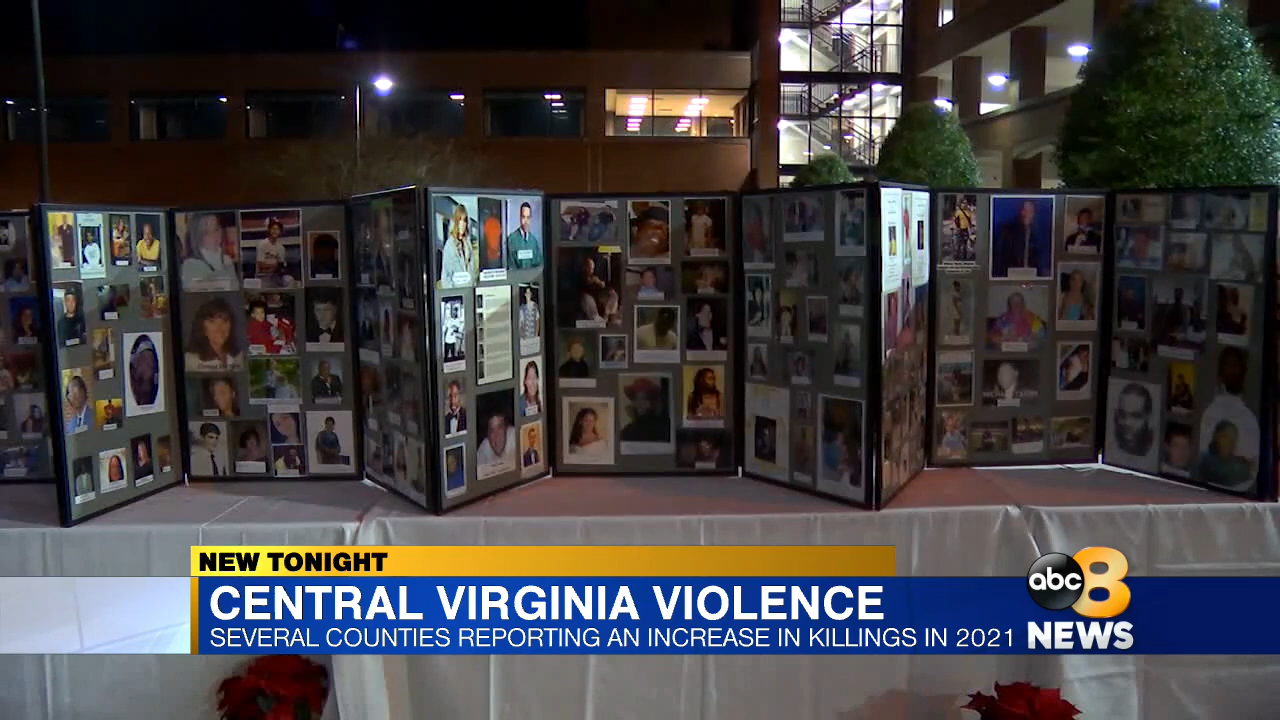 NEW TONIGHT
CENTRAL VIRGINIA VIOLENCE
SEVERAL COUNTIES REPORTING AN INCREASE IN KILLINGS IN 2021
abc 8
NEWS